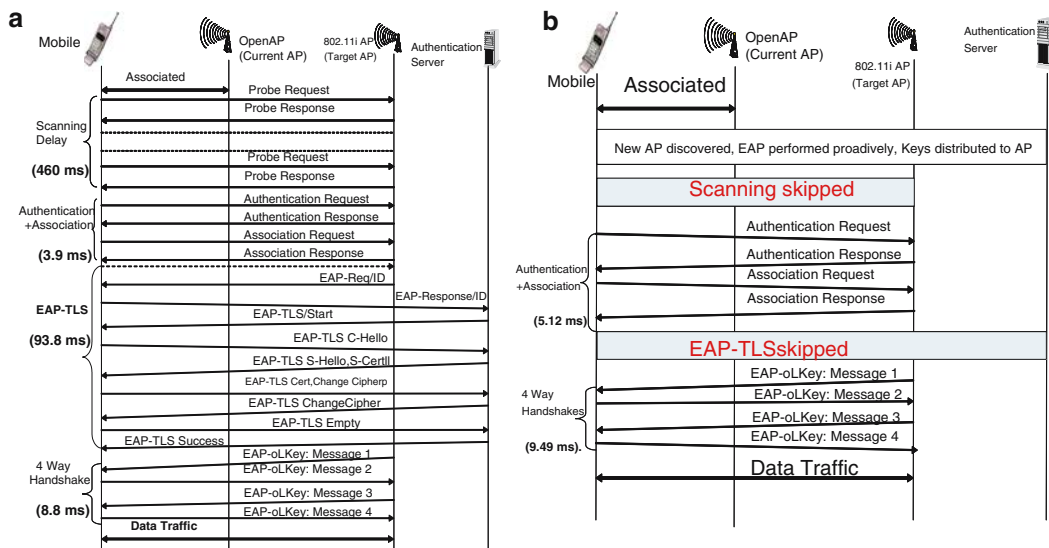 a
Mobile
OpenAP
(Current AP)
802.11i AP
(Target AP)
Authentication
Server
Associated
Probe Request
Probe Response
Scanning
Delay
(460 ms)
Probe Request
Probe Response
Authentication
+Association
(3.9 ms)
Authentication Request
Authentication Response
Association Request
Association Response
EAP-Req/ID
EAP-Response/ID
EAP-TLS
(93.8 ms)
EAP-TLS/Start
EAP-TLS C-Hello
EAP-TLS S-Hello,S-CertII
EAP-TLS Cert,Change Cipherp
EAP-TLS ChangeCipher
EAP-TLS Empty
EAP-TLS Success
4 Way
Handshake
(8.8 ms)
EAP-oLKey: Message 1
EAP-oLKey: Message 2
EAP-oLKey: Message 3
EAP-oLKey: Message 4
Data Traffic
b
Mobile
OpenAP
(Current AP)
802.11i AP
(Target AP)
Authentication
Server
Associated
New AP discovered, EAP performed proadively, Keys distributed to AP
Scanning skipped
Authentication
+Association
(5.12 ms)
Authentication Request
Authentication Response
Association Request
Association Response
EAP-TLSskipped
4 Way
Handshakes
(9.49 ms).
EAP-oLKey: Message 1
EAP-oLKey: Message 2
EAP-oLKey: Message 3
EAP-oLKey: Message 4
Data Traffic